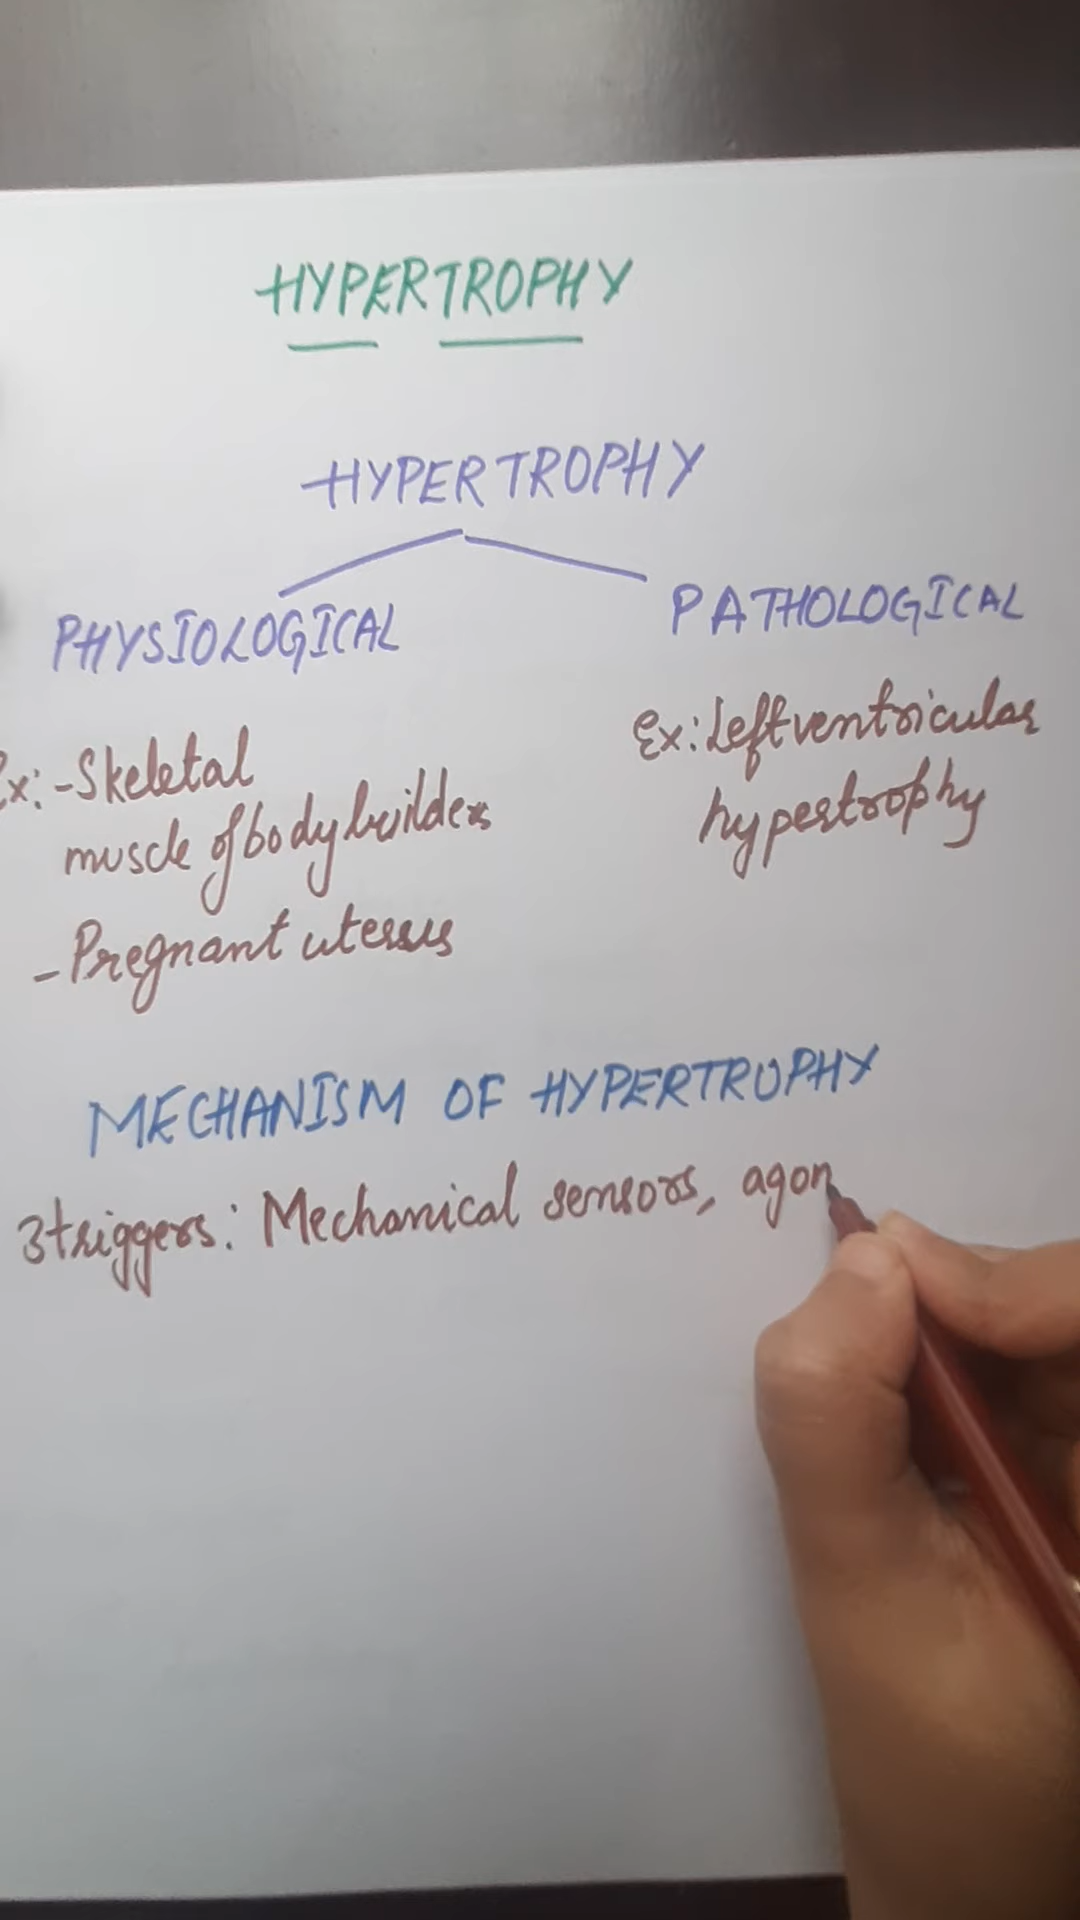 HYPERTROPHY
HYPERTROPHY
PHYSIOLOGICAL
PATHOLOGICAL
Ex: - Skeletal
muscle of bodybuilders
- Pregnant uterus
Ex: Left ventricular
hypertrophy
MECHANISM OF HYPERTROPHY
3 triggers: Mechanical sensors, agon